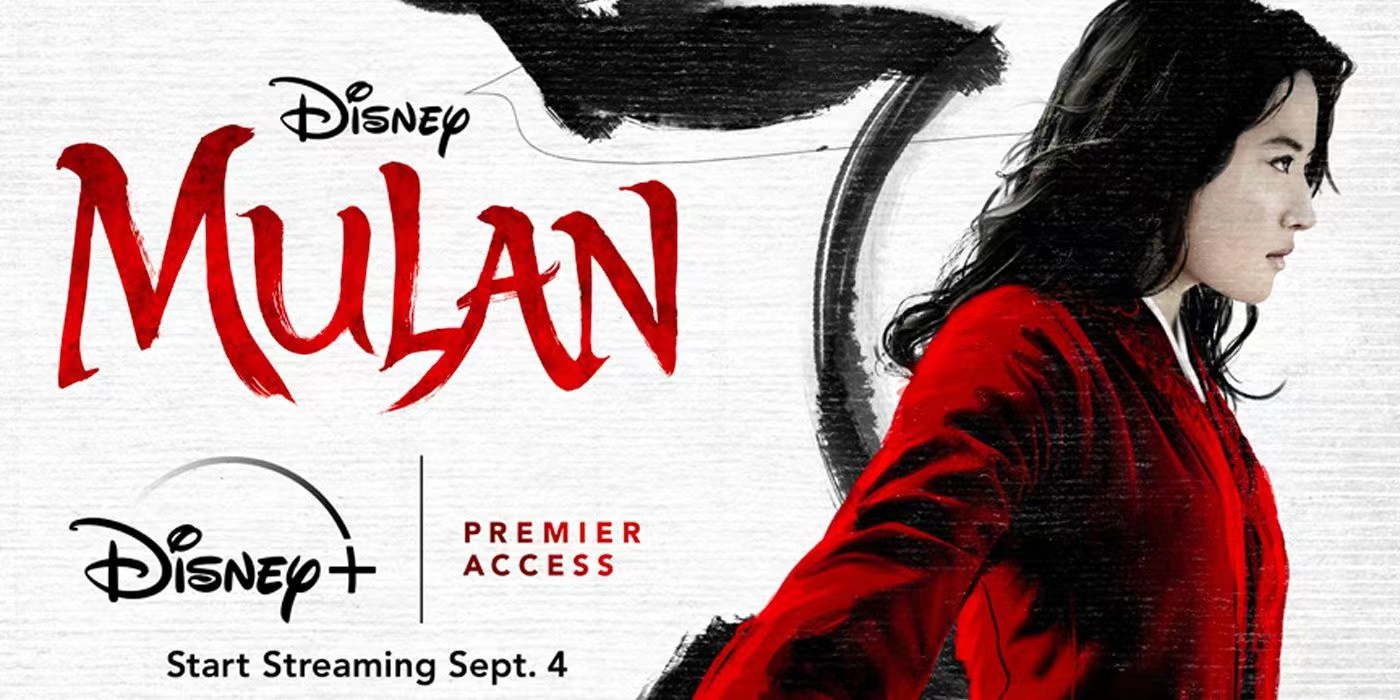 Disney
MULAN
Disney+
PREMIER
ACCESS
Start Streaming Sept. 4